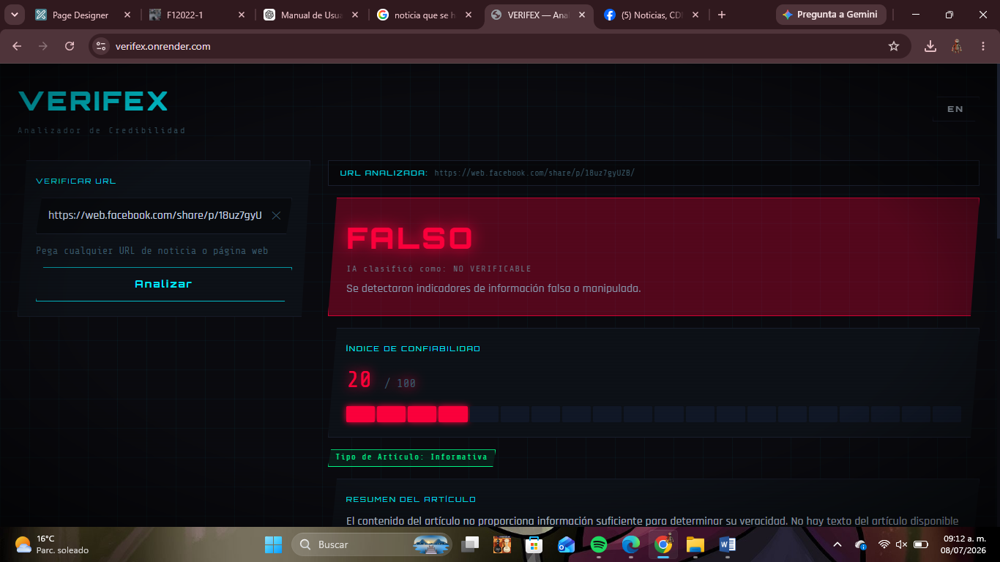 Page Designer
F12022-1
Manual de Usua
noticia que se h
VERIFEX — Ana
(5) Noticias, CD
Pregunta a Gemini
verifex.onrender.com
VERIFEX
Analizador de Credibilidad
EN
VERIFICAR URL
https://web.facebook.com/share/p/18uz7gyU
Pega cualquier URL de noticia o página web
Analizar
URL ANALIZADA: https://web.facebook.com/share/p/18uz7gyUZB/
FALSO
IA clasificó como: NO VERIFICABLE
Se detectaron indicadores de información falsa o manipulada.
ÍNDICE DE CONFIABILIDAD
20 / 100
Tipo de Artículo: Informativa
RESUMEN DEL ARTÍCULO
El contenido del artículo no proporciona información suficiente para determinar su veracidad. No hay texto del artículo disponible
16°C
Parc. soleado
Buscar
09:12 a. m.
08/07/2026